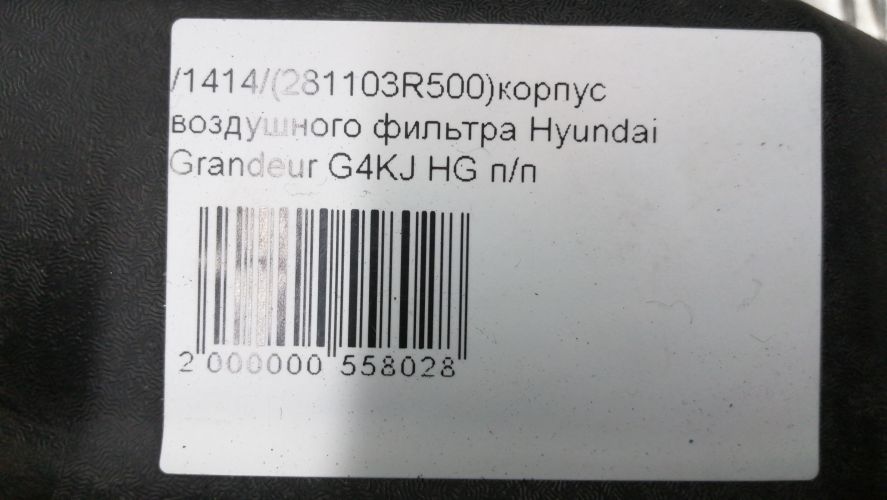 /1414/(281103R500)корпус
воздушного фильтра Hyundai
Grandeur G4KJ HG п/п
2 000000 558028